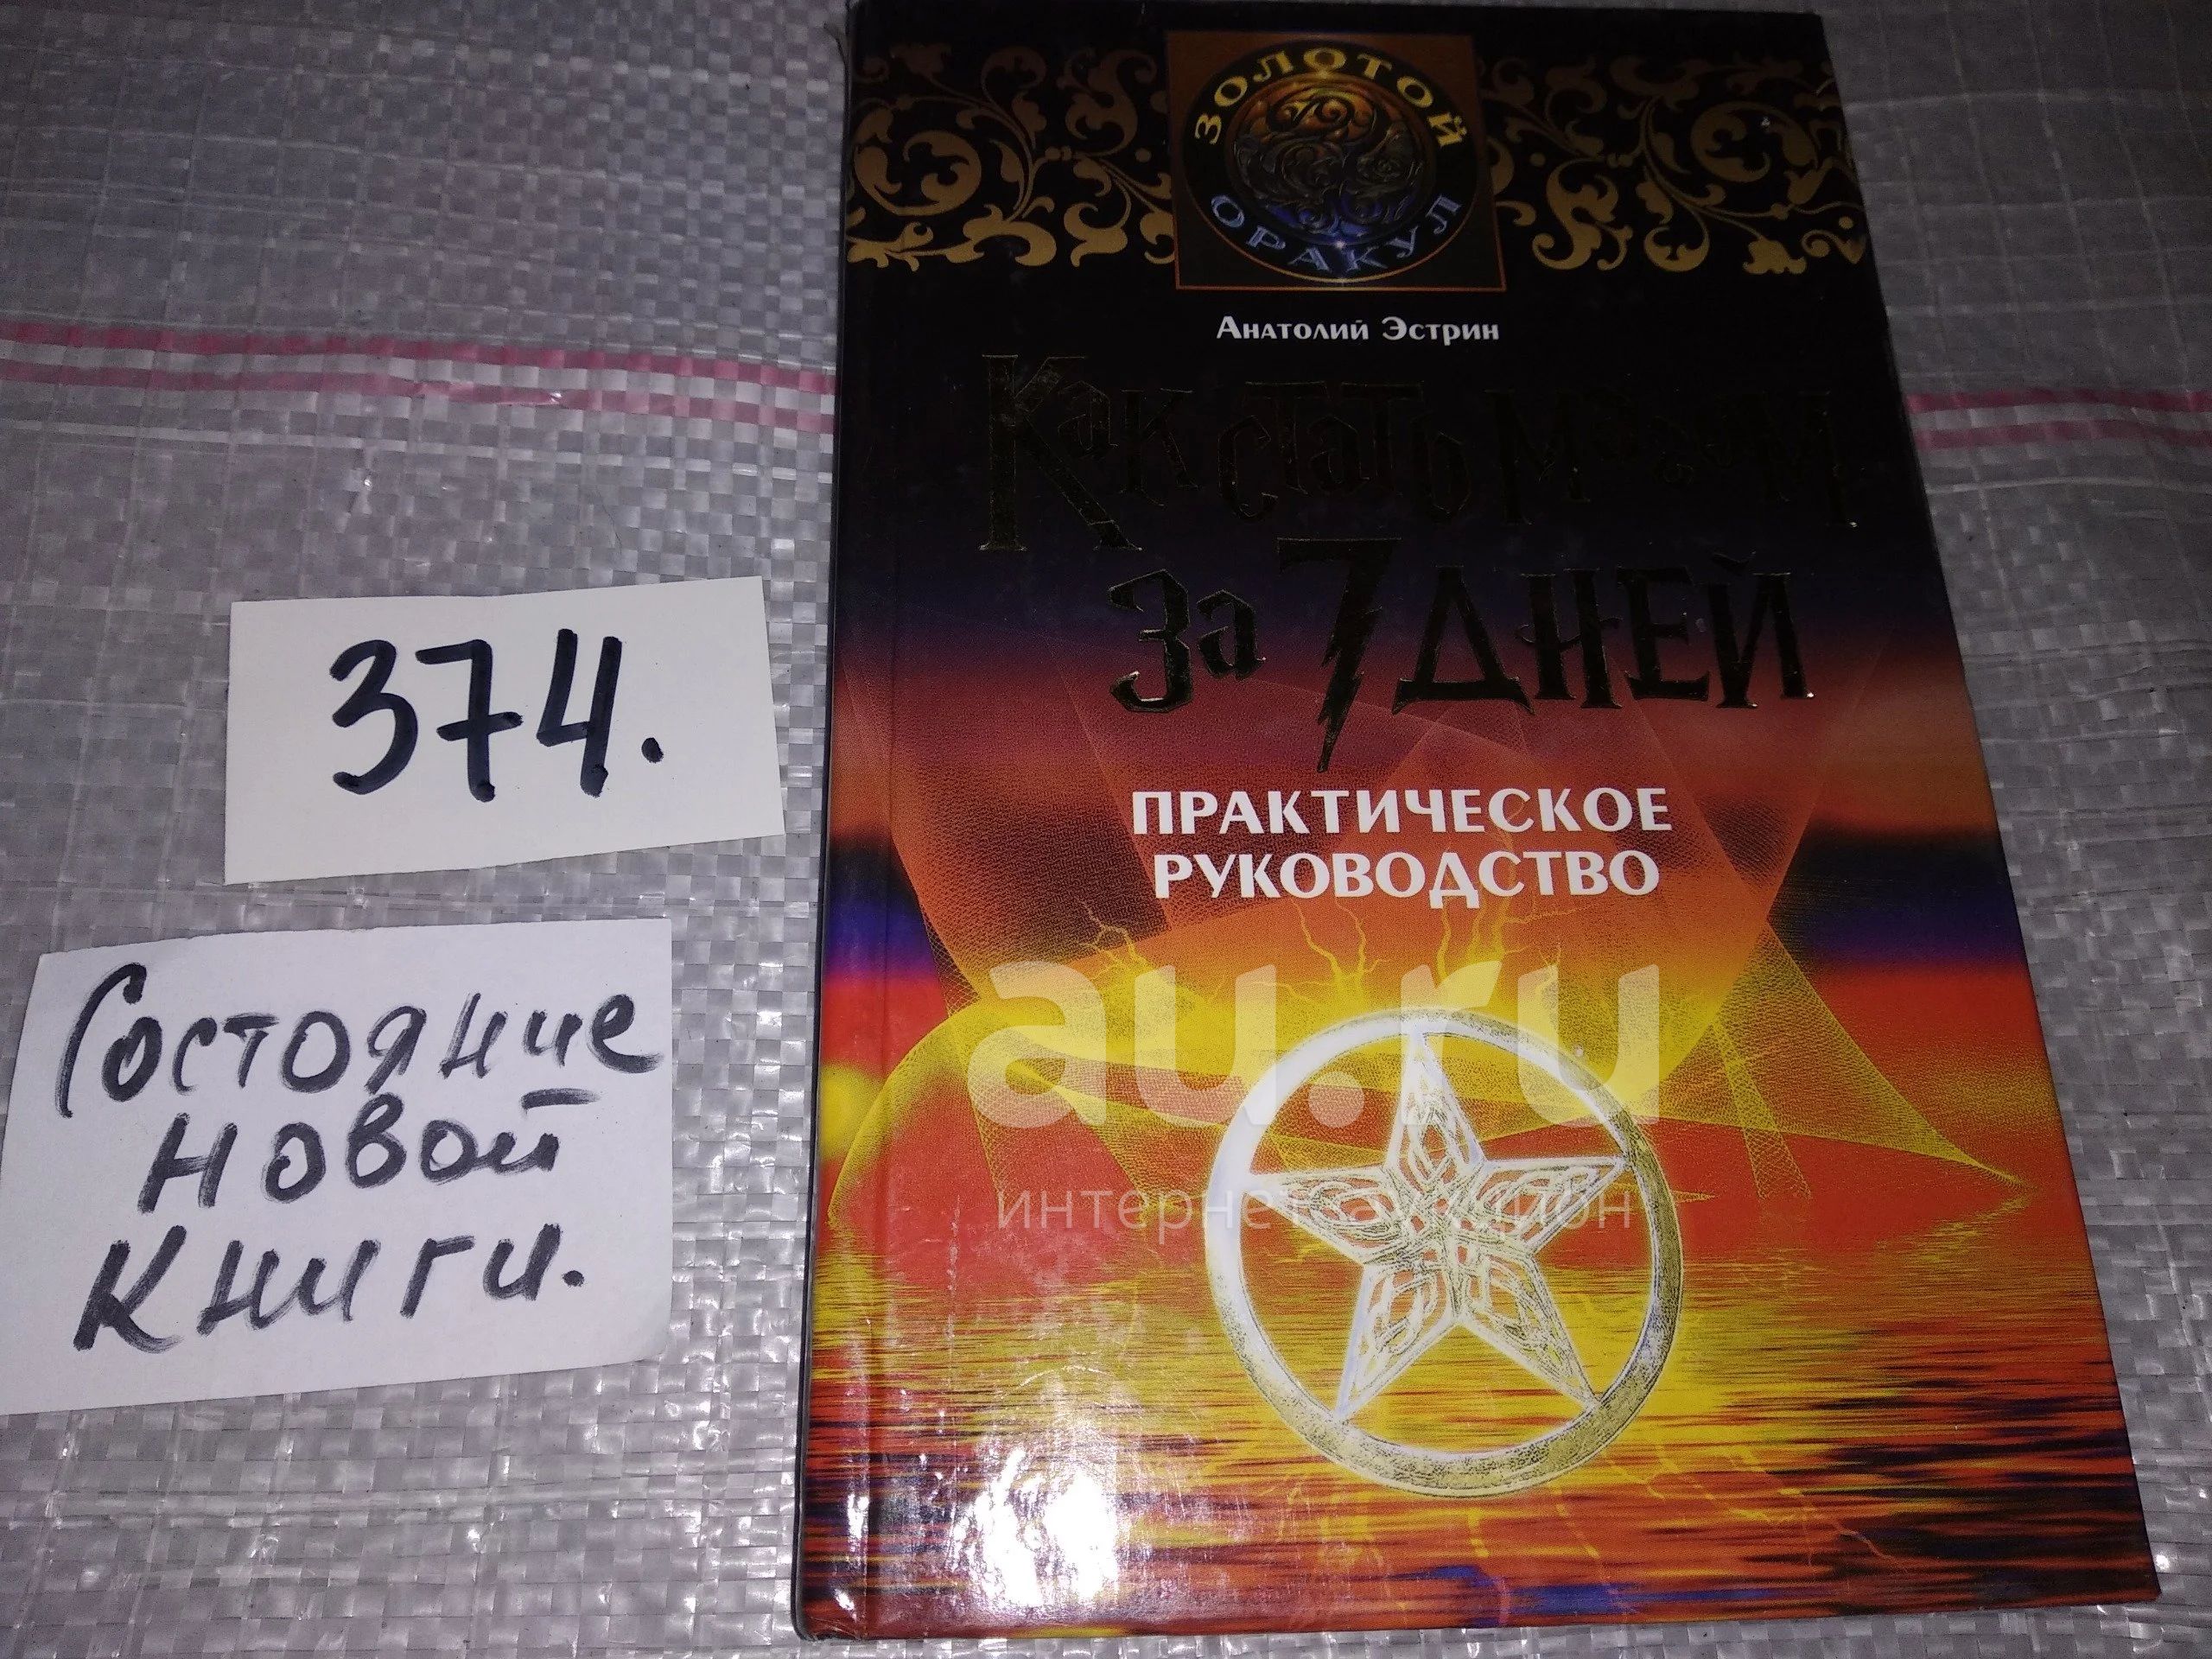 ЗОЛОТОЙ
ОРАКУЛ
Анатолий Эстрин
Как стать магом
за 7 дней
ПРАКТИЧЕСКОЕ
РУКОВОДСТВО
374.
Состояние
новой
книги.
au.ru
интернет-аукцион